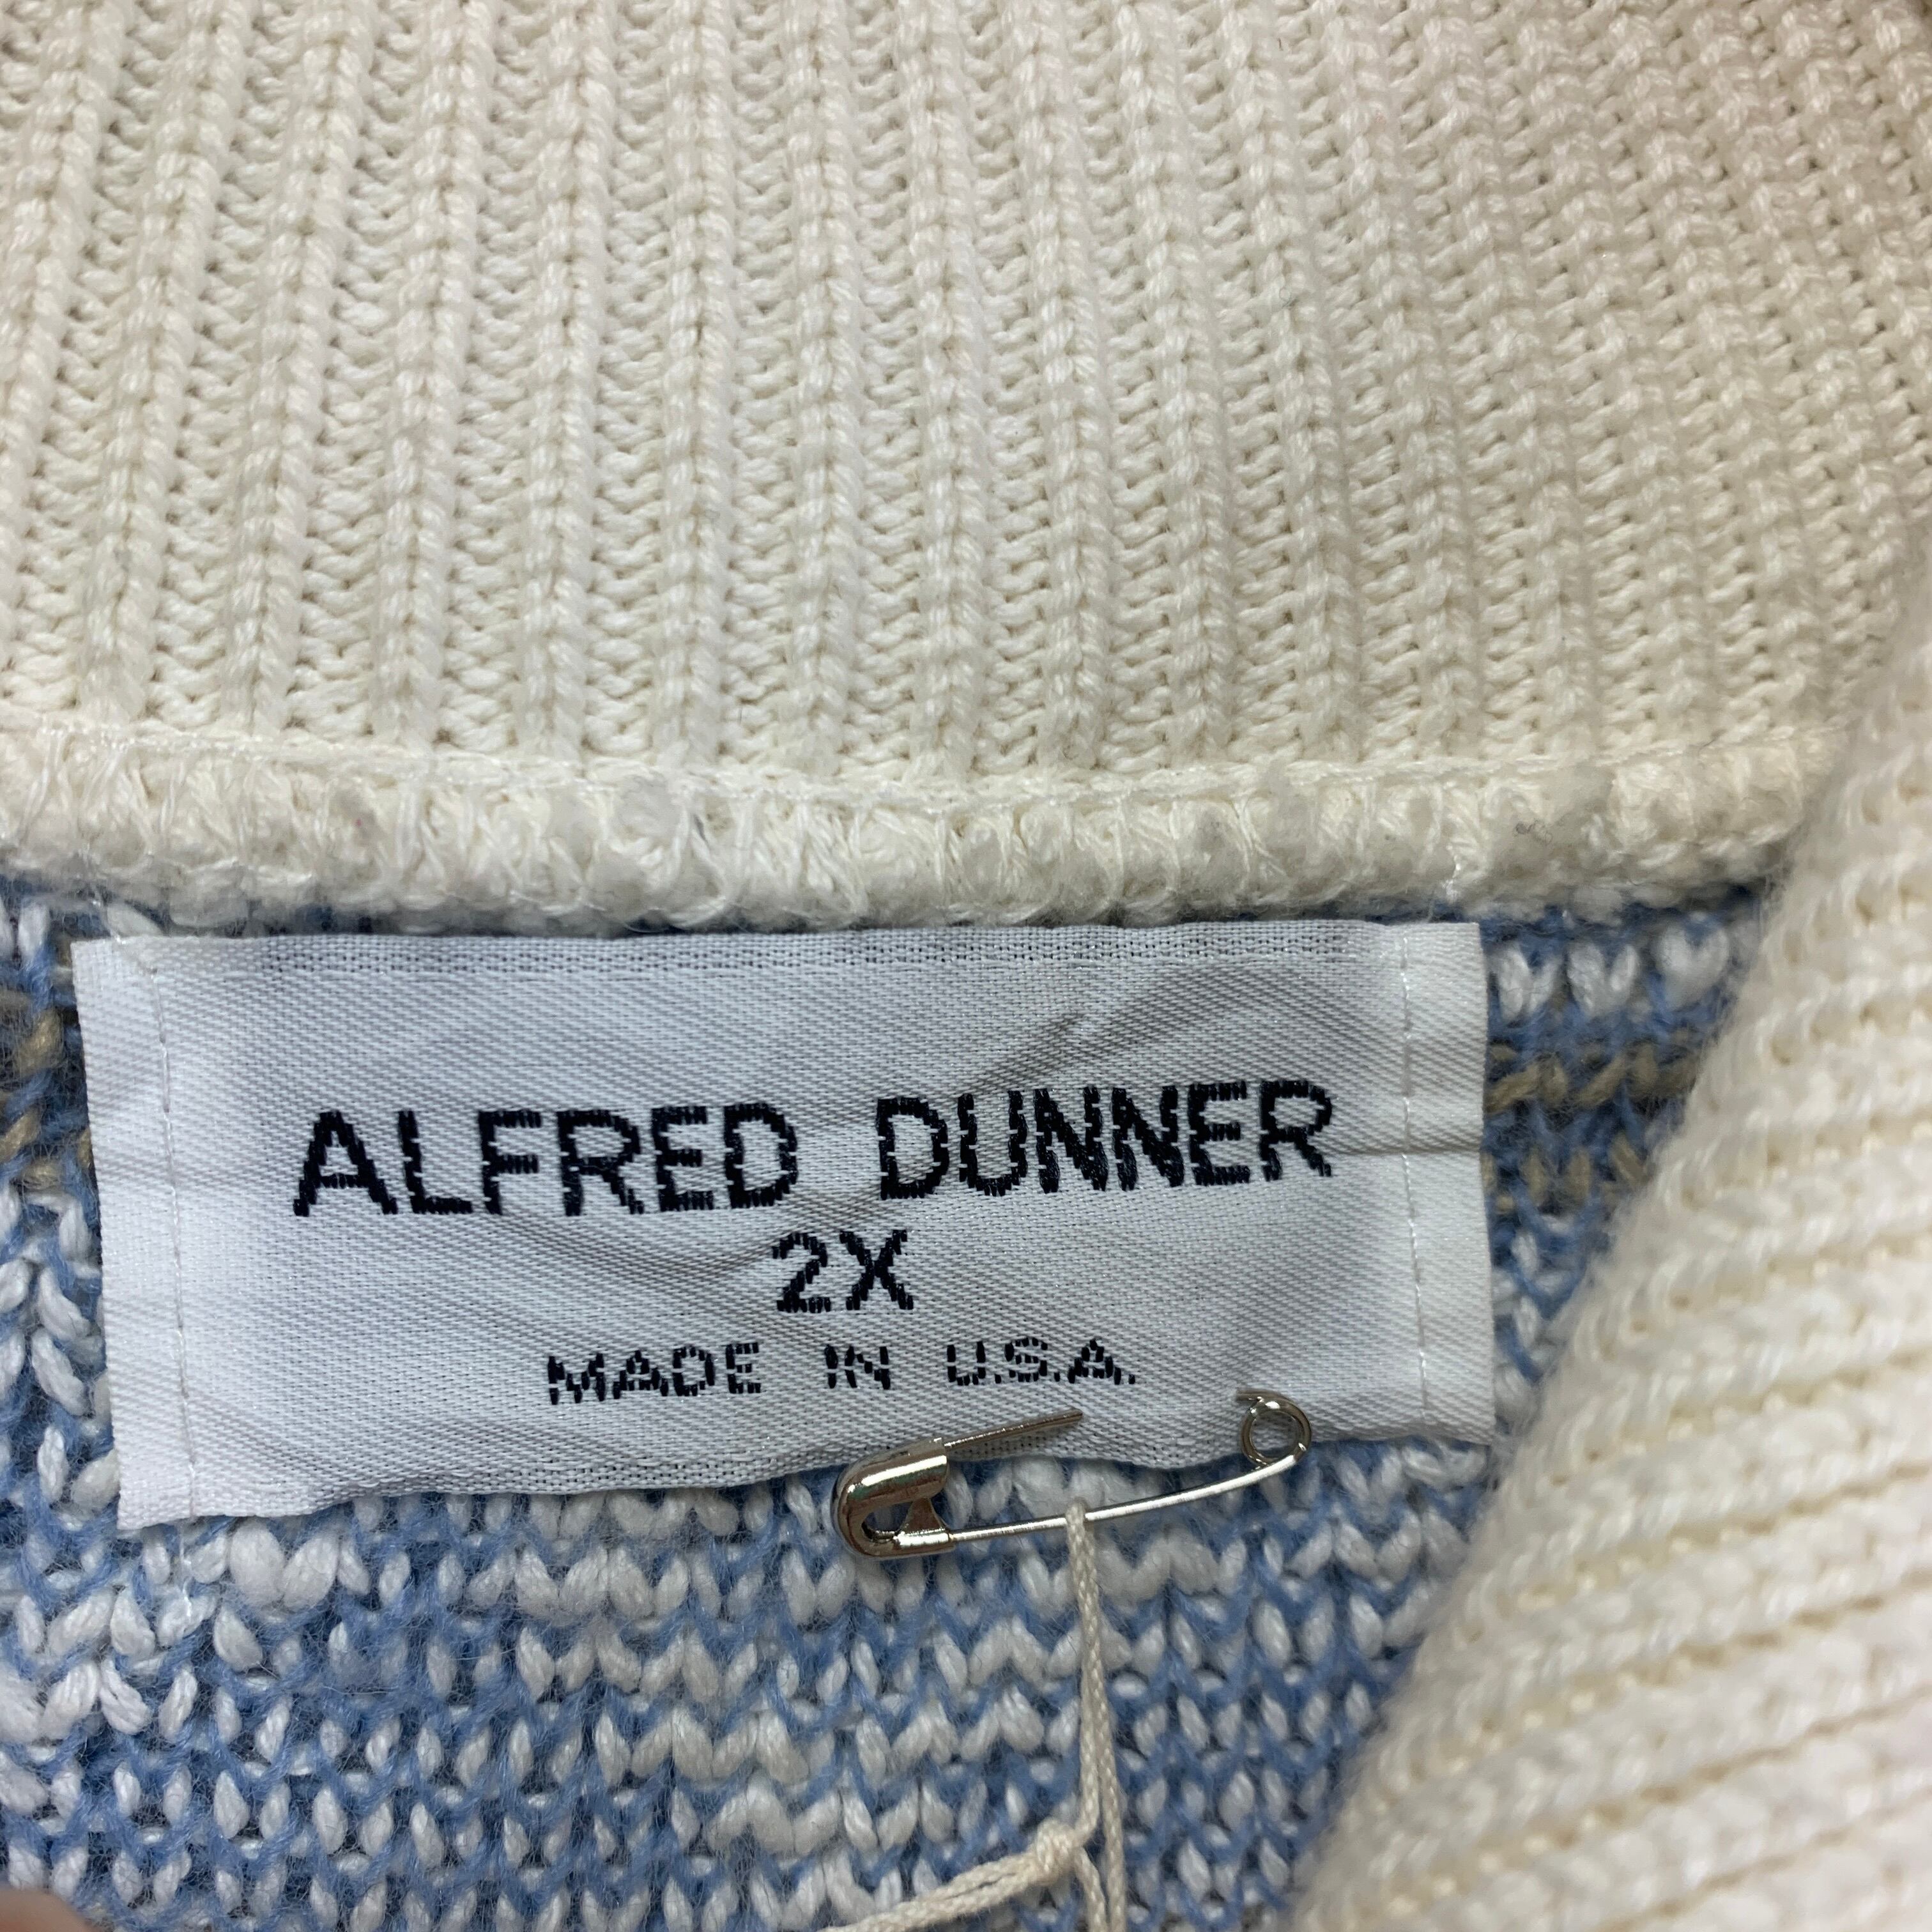 ALFRED DUNNER
2X
MADE IN U.S.A.